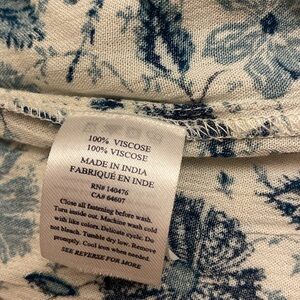 100% VISCOSE
100% VISCOSE
MADE IN INDIA
FABRIQUÉ EN INDE
RN# 140476
CA# 64607
Close all fastening before wash.
Turn inside out. Machine wash cold
with like colors. Delicate cycle. Do
not bleach. Tumble dry low. Remove
promptly. Cool iron when needed.
SEE REVERSE FOR MORE